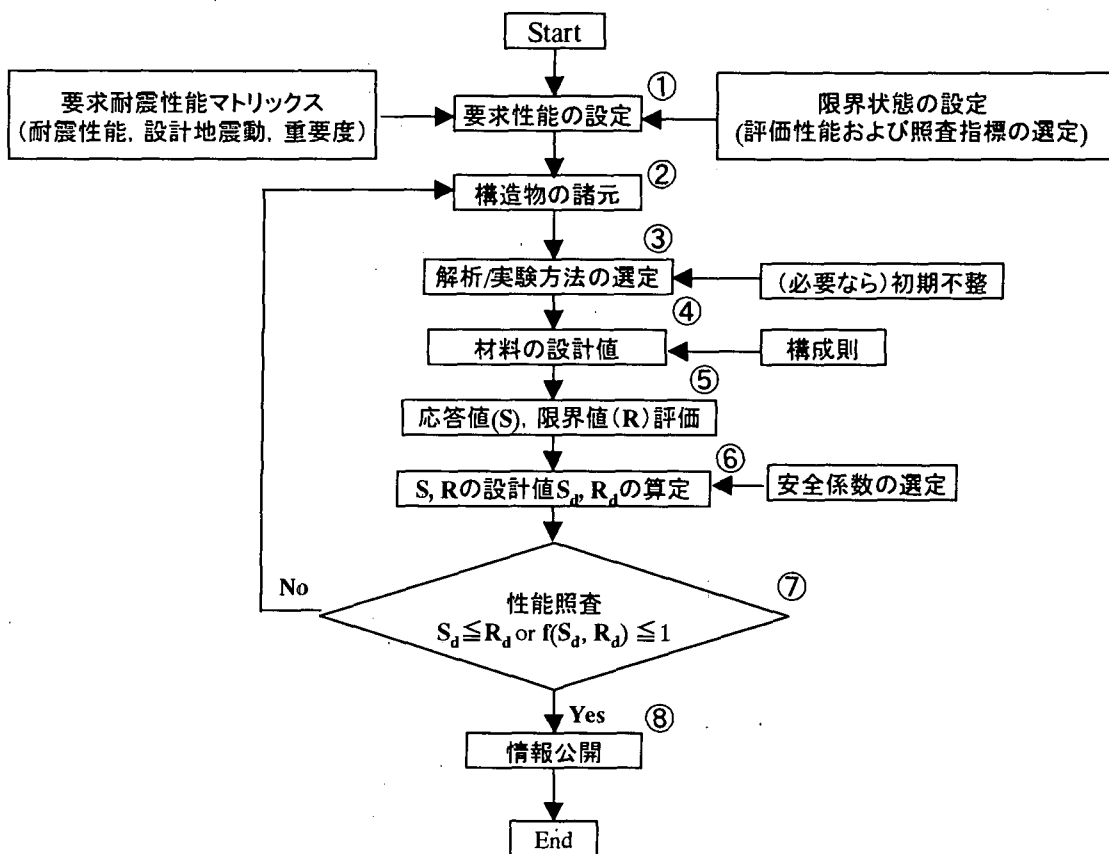 Start
①
要求耐震性能マトリックス
(耐震性能, 設計地震動, 重要度)
要求性能の設定
限界状態の設定
(評価性能および照査指標の選定)
②
構造物の諸元
③
解析/実験方法の選定
(必要なら)初期不整
④
材料の設計値
構成則
⑤
応答値(S), 限界値(R)評価
⑥
S, Rの設計値Sd, Rdの算定
安全係数の選定
⑦
No
性能照査
Sd≦Rd or f(Sd, Rd) ≦1
Yes
⑧
情報公開
End